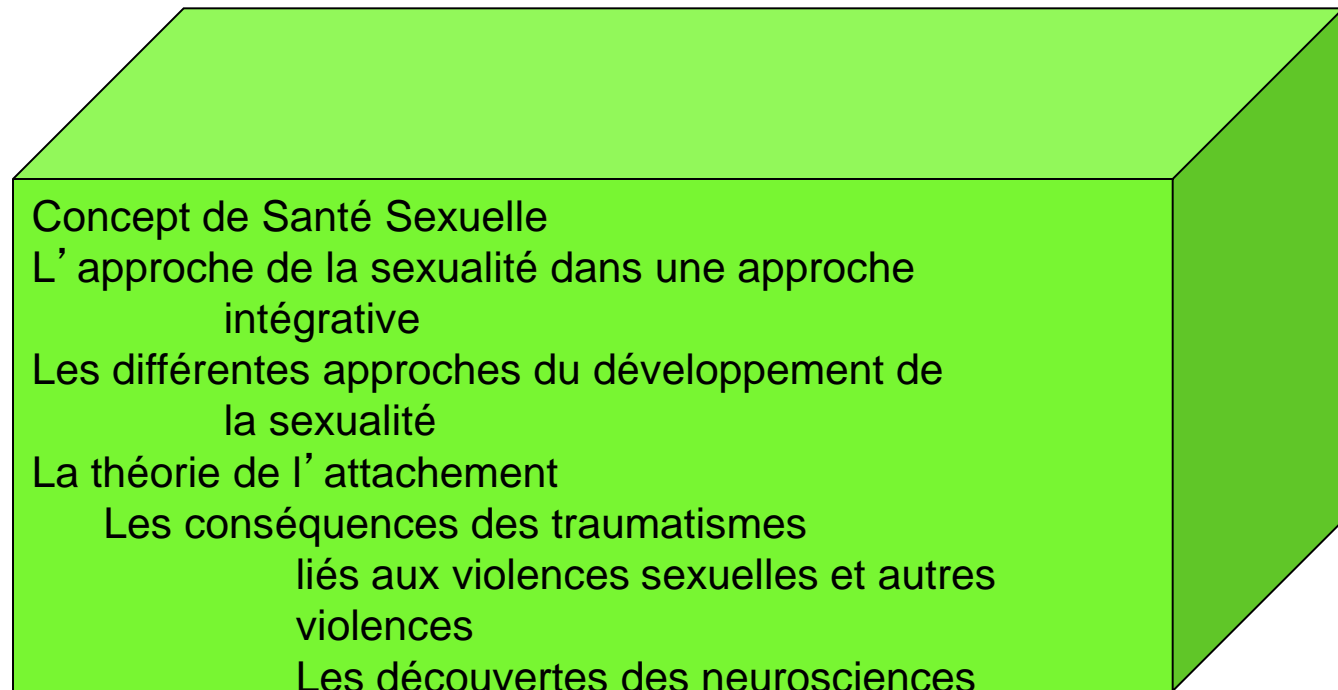 Concept de Santé Sexuelle
L’ approche de la sexualité dans une approche
intégrative
Les différentes approches du développement de
la sexualité
La théorie de l’ attachement
Les conséquences des traumatismes
liés aux violences sexuelles et autres
violences
Les découvertes des neurosciences